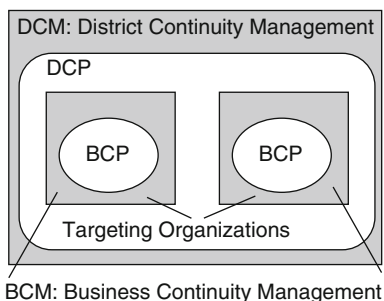 DCM: District Continuity Management
DCP
BCP BCP
Targeting Organizations
BCM: Business Continuity Management